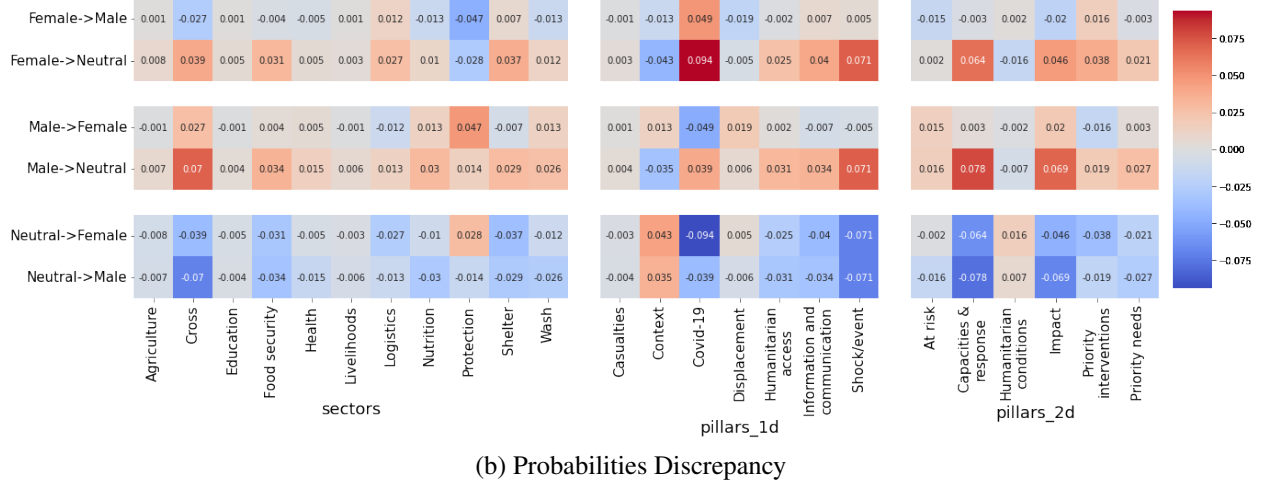 Female->Male 0.001 -0.027 0.001 -0.004 -0.005 0.001 0.012 -0.013 -0.047 0.007 -0.013 -0.001 -0.013 0.049 -0.019 -0.002 0.007 0.005 -0.015 -0.003 0.002 -0.02 0.016 -0.003
Female->Neutral 0.008 0.039 0.005 0.031 0.01 0.003 0.027 0.01 -0.028 0.037 0.012 0.003 -0.043 0.094 -0.005 0.025 0.04 0.071 0.002 0.064 -0.016 0.046 0.038 0.021
Male->Female -0.001 0.027 -0.001 0.004 0.005 -0.001 -0.012 0.013 0.047 -0.007 0.013 0.001 0.013 -0.049 0.019 0.002 -0.007 -0.005 0.015 0.003 -0.002 0.02 -0.016 0.003
Male->Neutral 0.007 0.07 0.004 0.034 0.015 0.006 0.013 0.03 0.014 0.029 0.026 0.004 -0.035 0.039 0.006 0.031 0.034 0.071 0.016 0.078 -0.007 0.069 0.019 0.027
Neutral->Female -0.008 -0.039 -0.005 -0.031 -0.005 -0.003 -0.027 -0.01 0.028 -0.037 -0.012 -0.003 0.043 -0.094 0.005 -0.025 -0.04 -0.071 -0.002 -0.064 0.016 -0.046 -0.038 -0.021
Neutral->Male -0.007 -0.07 -0.004 -0.034 -0.015 -0.006 -0.013 -0.03 -0.014 -0.029 -0.026 -0.004 0.035 -0.039 -0.006 -0.031 -0.034 -0.071 -0.016 -0.078 0.007 -0.069 -0.019 -0.027
Agriculture
Cross
Education
Food security
Health
Livelihoods
Logistics
Nutrition
Protection
Shelter
Wash
sectors
Casualties
Context
Covid-19
Displacement
Humanitarian
access
Information and
communication
Shock/event
pillars_1d
At risk
Capacities &
response
Humanitarian
conditions
Impact
Priority
interventions
Priority needs
pillars_2d
0.075
0.050
0.025
0.000
−0.025
−0.050
−0.075
(b) Probabilities Discrepancy